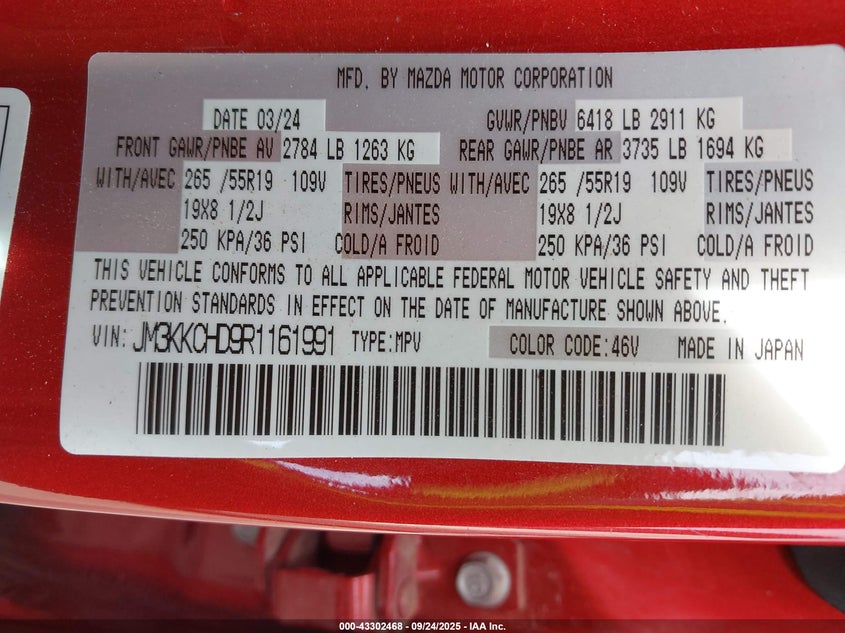 MFD. BY MAZDA MOTOR CORPORATION
DATE 03/24 GVWR/PNBV 6418 LB 2911 KG
FRONT GAWR/PNBE AV 2784 LB 1263 KG REAR GAWR/PNBE AR 3735 LB 1694 KG
WITH/AVEC 265 /55R19 109V TIRES/PNEUS WITH/AVEC 265 /55R19 109V TIRES/PNEUS
19X8 1/2J RIMS/JANTES 19X8 1/2J RIMS/JANTES
250 KPA/36 PSI COLD/A FROID 250 KPA/36 PSI COLD/A FROID
THIS VEHICLE CONFORMS TO ALL APPLICABLE FEDERAL MOTOR VEHICLE SAFETY AND THEFT
PREVENTION STANDARDS IN EFFECT ON THE DATE OF MANUFACTURE SHOWN ABOVE.
VIN: JM3KKCHD9R1161991 TYPE:MPV COLOR CODE:46V MADE IN JAPAN
000-43302468 - 09/24/2025 - IAA Inc.